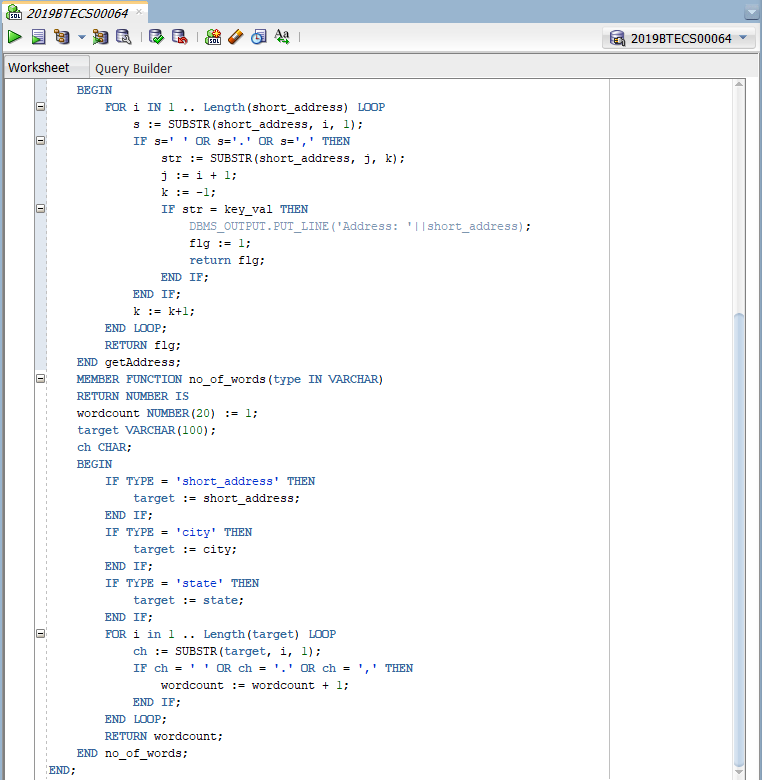 2019BTECS00064
2019BTECS00064
Worksheet Query Builder
BEGIN
FOR i IN 1 .. Length(short_address) LOOP
s := SUBSTR(short_address, i, 1);
IF s=' ' OR s='.' OR s=',' THEN
str := SUBSTR(short_address, j, k);
j := i + 1;
k := -1;
IF str = key_val THEN
DBMS_OUTPUT.PUT_LINE('Address: '||short_address);
flg := 1;
return flg;
END IF;
END IF;
k := k+1;
END LOOP;
RETURN flg;
END getAddress;
MEMBER FUNCTION no_of_words(type IN VARCHAR)
RETURN NUMBER IS
wordcount NUMBER(20) := 1;
target VARCHAR(100);
ch CHAR;
BEGIN
IF TYPE = 'short_address' THEN
target := short_address;
END IF;
IF TYPE = 'city' THEN
target := city;
END IF;
IF TYPE = 'state' THEN
target := state;
END IF;
FOR i in 1 .. Length(target) LOOP
ch := SUBSTR(target, i, 1);
IF ch = ' ' OR ch = '.' OR ch = ',' THEN
wordcount := wordcount + 1;
END IF;
END LOOP;
RETURN wordcount;
END no_of_words;
END;